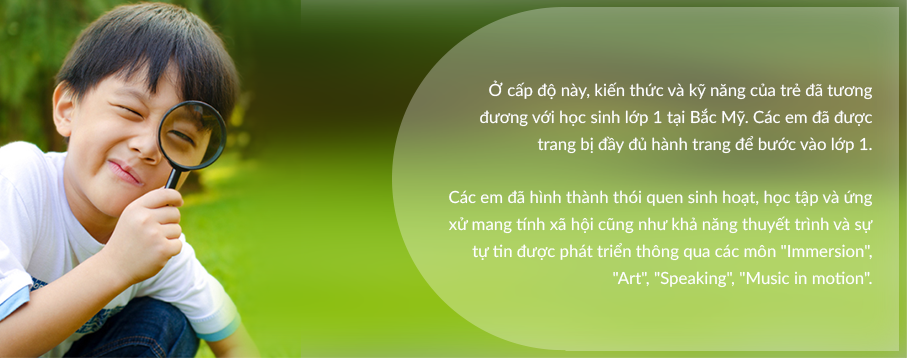 Ở cấp độ này, kiến thức và kỹ năng của trẻ đã tương
đương với học sinh lớp 1 tại Bắc Mỹ. Các em đã được
trang bị đầy đủ hành trang để bước vào lớp 1.
Các em đã hình thành thói quen sinh hoạt, học tập và ứng
xử mang tính xã hội cũng như khả năng thuyết trình và sự
tự tin được phát triển thông qua các môn "Immersion",
"Art", "Speaking", "Music in motion".